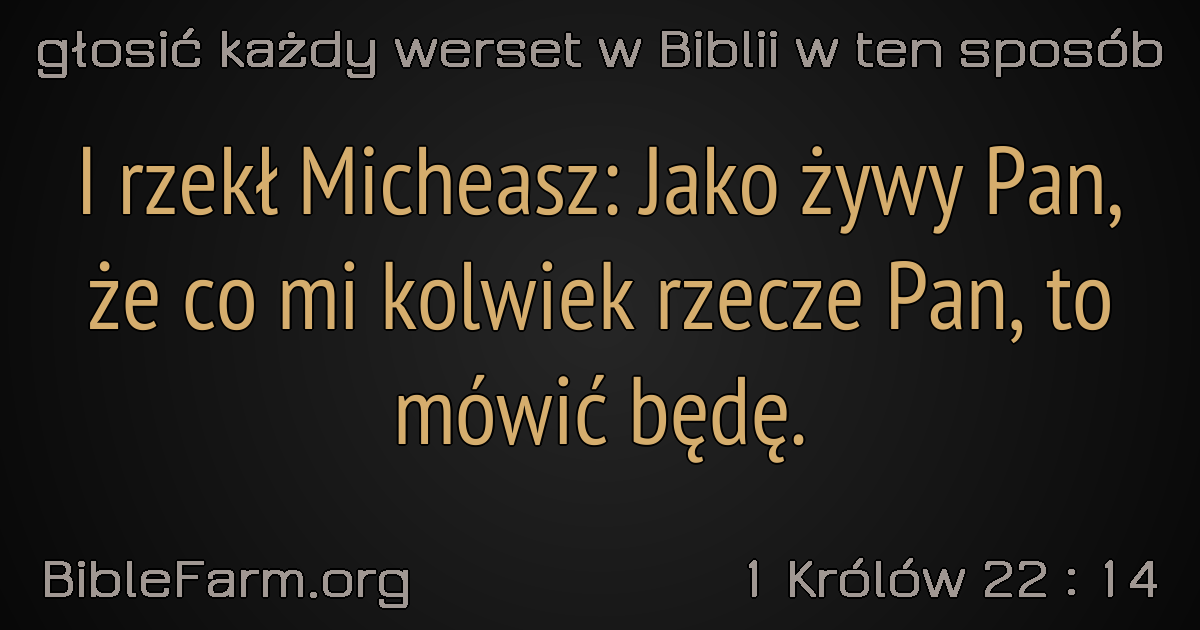 głosić każdy werset w Biblii w ten sposób
I rzekł Micheasz: Jako żywy Pan,
że co mi kolwiek rzecze Pan, to
mówić będę.
BibleFarm.org
1 Królów 22 : 14